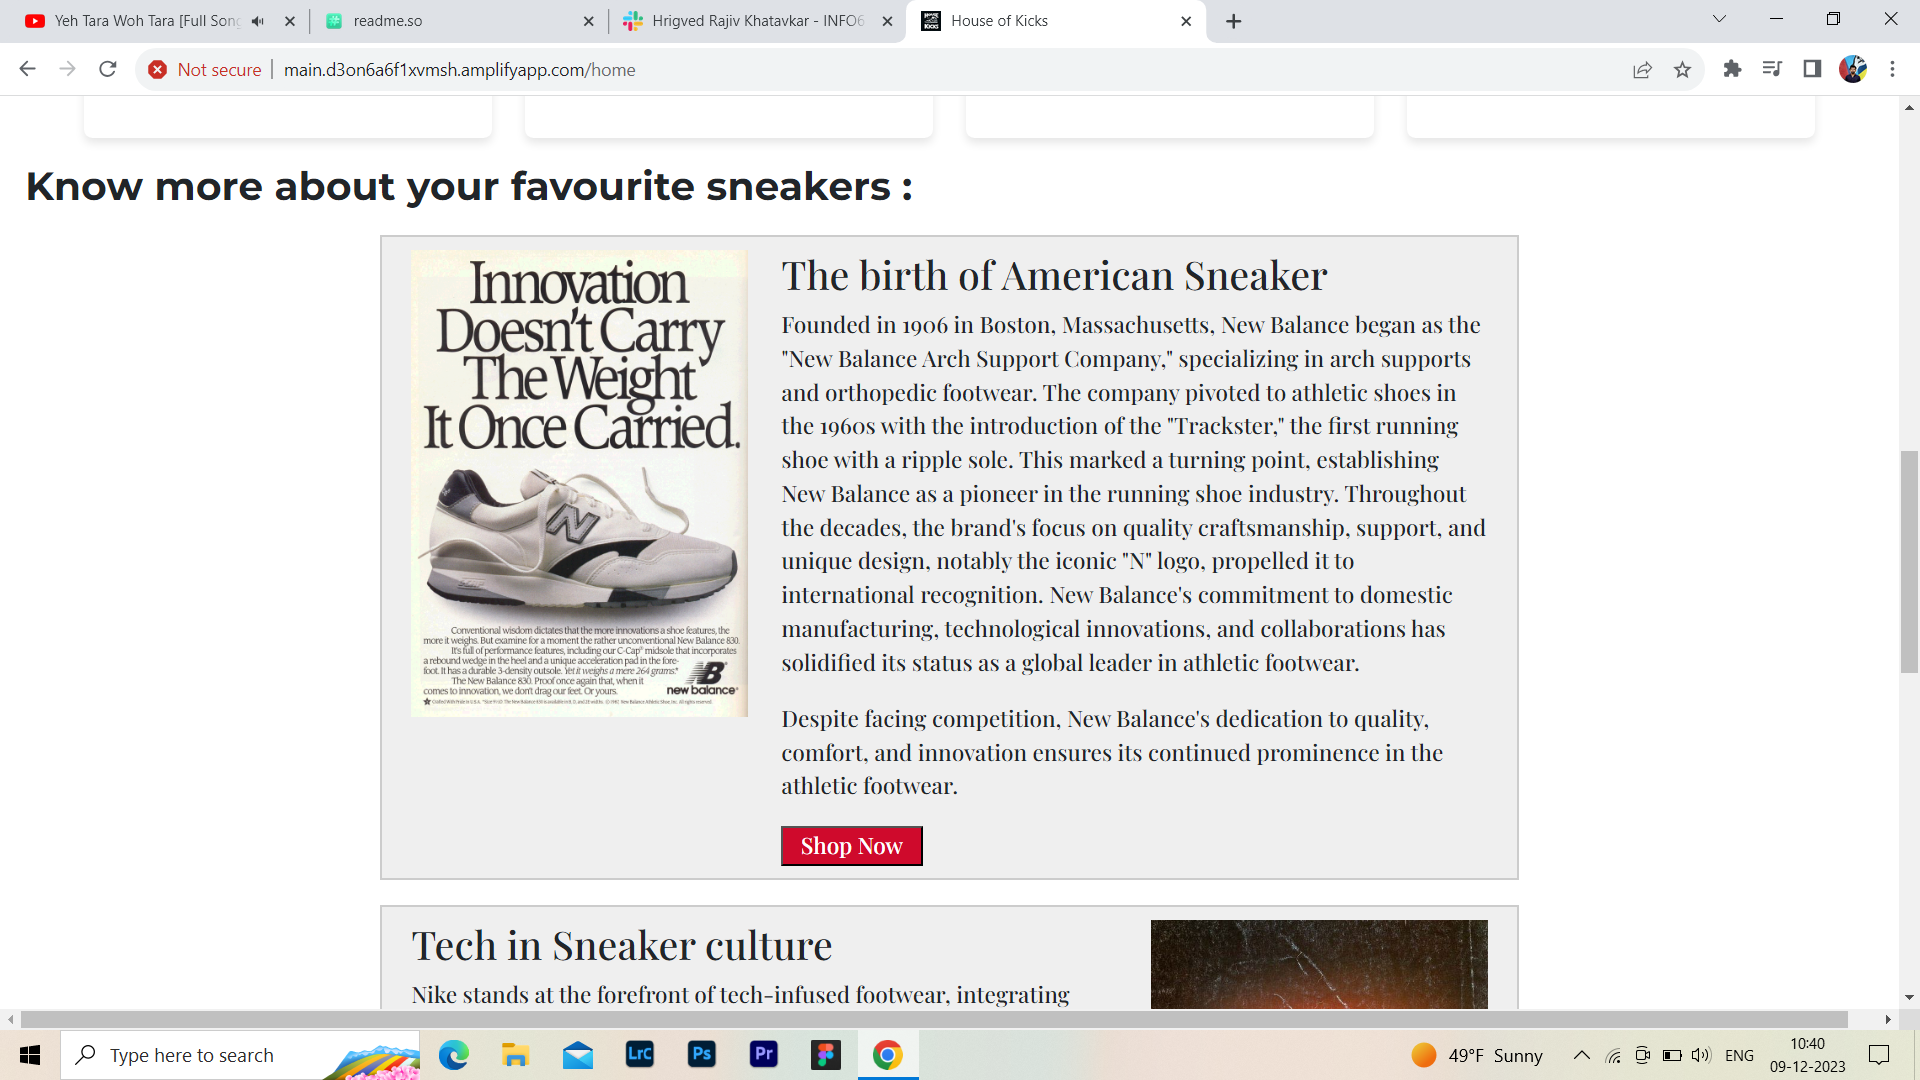 Yeh Tara Woh Tara [Full Song
readme.so
Hrigved Rajiv Khatavkar - INFO6
House of Kicks
Not secure
main.d3on6a6f1xvmsh.amplifyapp.com/home
Know more about your favourite sneakers :
Innovation
Doesn't Carry
The Weight
It Once Carried.
Conventional wisdom dictates that the more innovations a shoe features, the
more it weighs. But examine for a moment the rather unconventional New Balance 830.
It's full of performance features, including our C-Cap® midsole that incorporates
a rebound wedge in the heel and a unique acceleration pad in the fore-
foot. It has a durable 3-density outsole. Yet it weighs a mere 264 grams.*
The New Balance 830. Proof once again that, when it
comes to innovation, we don't drag our feet. Or yours.
new balance®
The birth of American Sneaker
Founded in 1906 in Boston, Massachusetts, New Balance began as the
"New Balance Arch Support Company," specializing in arch supports
and orthopedic footwear. The company pivoted to athletic shoes in
the 1960s with the introduction of the "Trackster," the first running
shoe with a ripple sole. This marked a turning point, establishing
New Balance as a pioneer in the running shoe industry. Throughout
the decades, the brand's focus on quality craftsmanship, support, and
unique design, notably the iconic "N" logo, propelled it to
international recognition. New Balance's commitment to domestic
manufacturing, technological innovations, and collaborations has
solidified its status as a global leader in athletic footwear.
Despite facing competition, New Balance's dedication to quality,
comfort, and innovation ensures its continued prominence in the
athletic footwear.
Shop Now
Tech in Sneaker culture
Nike stands at the forefront of tech-infused footwear, integrating
Type here to search
LrC
Ps
Pr
49°F Sunny
ENG
10:40
09-12-2023